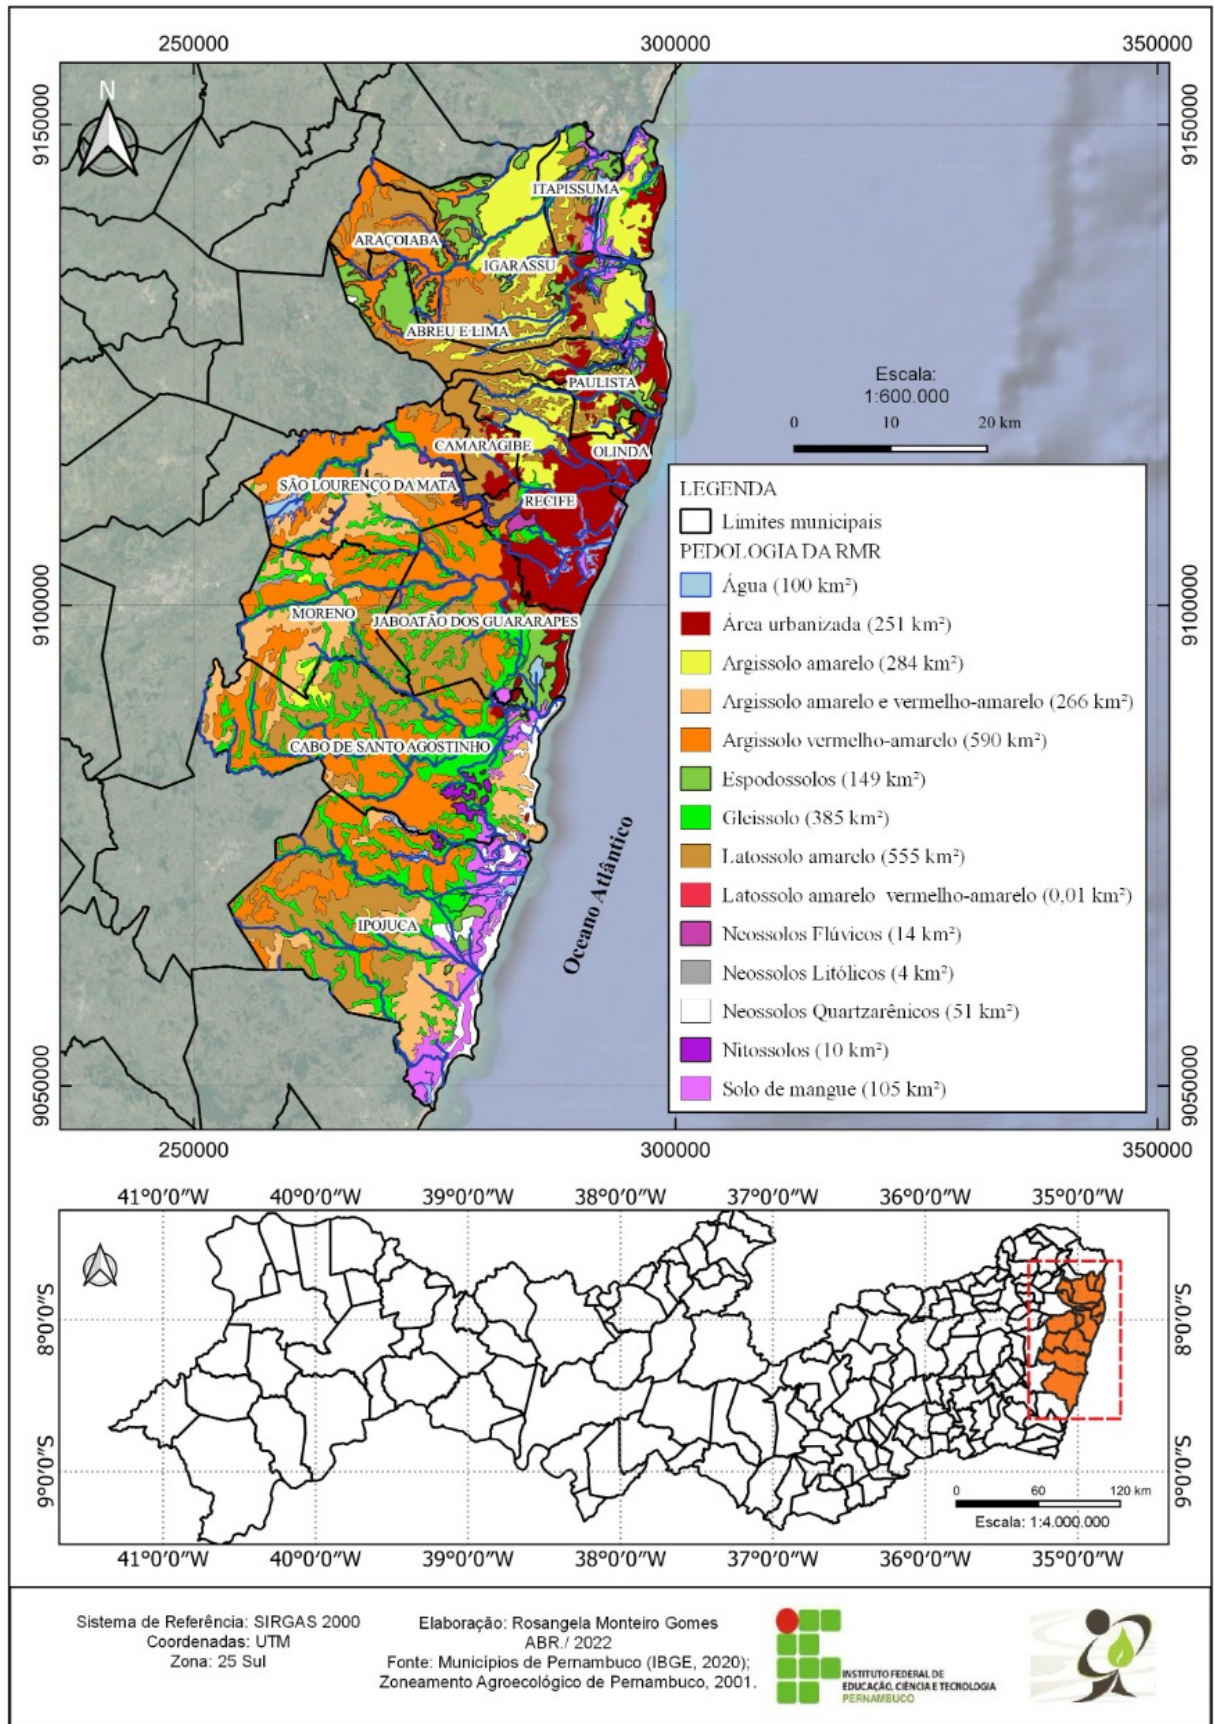 250000 300000 350000
N
9150000 9150000
ITAPISSUMA
ARAÇOIABA
IGARASSU
ABREU E LIMA
PAULISTA
Escala:
1:600.000
0 10 20 km
CAMARAGIBE
OLINDA
SÃO LOURENÇO DA MATA
RECIFE
9100000 9100000
MORENO
JABOATÃO DOS GUARARAPES
CABO DE SANTO AGOSTINHO
IPOJUCA
Oceano Atlântico
9050000 9050000
LEGENDA
Limites municipais
PEDOLOGIA DA RMR
Água (100 km²)
Área urbanizada (251 km²)
Argissolo amarelo (284 km²)
Argissolo amarelo e vermelho-amarelo (266 km²)
Argissolo vermelho-amarelo (590 km²)
Espodossolos (149 km²)
Gleissolo (385 km²)
Latossolo amarelo (555 km²)
Latossolo amarelo vermelho-amarelo (0,01 km²)
Neossolos Flúvicos (14 km²)
Neossolos Litólicos (4 km²)
Neossolos Quartzarênicos (51 km²)
Nitossolos (10 km²)
Solo de mangue (105 km²)
250000 300000 350000
41°0'0"W 40°0'0"W 39°0'0"W 38°0'0"W 37°0'0"W 36°0'0"W 35°0'0"W
8°0'0"S 8°0'0"S
9°0'0"S 9°0'0"S
0 60 120 km
Escala: 1:4.000.000
41°0'0"W 40°0'0"W 39°0'0"W 38°0'0"W 37°0'0"W 36°0'0"W 35°0'0"W
Sistema de Referência: SIRGAS 2000
Coordenadas: UTM
Zona: 25 Sul
Elaboração: Rosangela Monteiro Gomes
ABR./ 2022
Fonte: Municípios de Pernambuco (IBGE, 2020);
Zoneamento Agroecológico de Pernambuco, 2001.
INSTITUTO FEDERAL DE
EDUCAÇÃO, CIÊNCIA E TECNOLOGIA
PERNAMBUCO